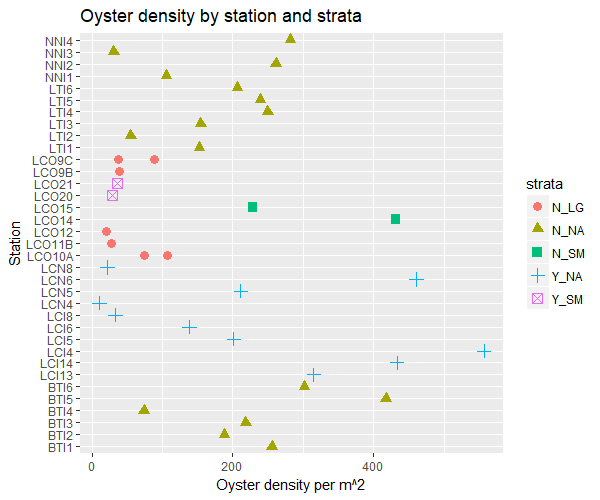 Oyster density by station and strata
NNI4
NNI3
NNI2
NNI1
LTI6
LTI5
LTI4
LTI3
LTI2
LTI1
LCO9C
LCO9B
LCO21
LCO20
LCO15
LCO14
LCO12
LCO11B
LCO10A
LCN8
LCN6
LCN5
LCN4
LCI8
LCI6
LCI5
LCI4
LCI14
LCI13
BTI6
BTI5
BTI4
BTI3
BTI2
BTI1
Station
0 200 400
Oyster density per m^2
strata
N_LG
N_NA
N_SM
Y_NA
Y_SM